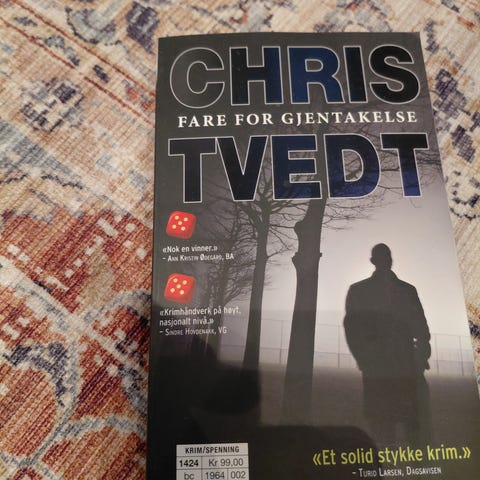 CHRIS
FARE FOR GJENTAKELSE
TVEDT
«Nok en vinner.»
– Ann Kristin Ødegård, BA
«Krimhåndverk på høyt,
nasjonalt nivå.»
– Sindre Hovdenakk, VG
KRIM/SPENNING
1424 Kr 99,00
bc 1964 002
«Et solid stykke krim.»
– Turid Larsen, Dagsavisen